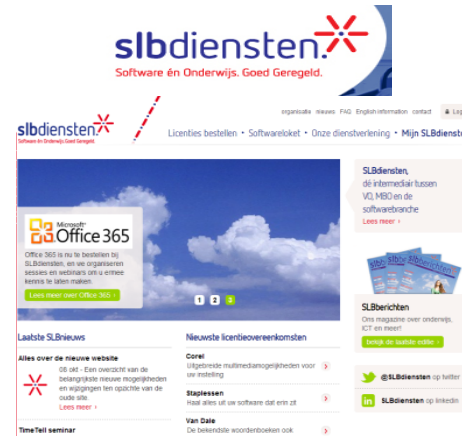 slbdiensten.
Software én Onderwijs. Goed Geregeld.
organisatie nieuws FAQ English information contact Log
slbdiensten.
Software én Onderwijs. Goed Geregeld.
Licenties bestellen • Softwareloket • Onze dienstverlening • Mijn SLBdienste
SLBdiensten,
dé intermediair tussen
VO, MBO en de
softwarebranche
Lees meer ›
Microsoft
Office 365
Office 365 is nu te bestellen bij
SLBdiensten, en we organiseren
sessies en webinars om u ermee
kennis te laten maken.
Lees meer over Office 365 ›
1 2 3
slbberichten
SLBberichten
Ons magazine over onderwijs,
ICT en meer!
bekijk de laatste editie ›
Laatste SLBnieuws
Alles over de nieuwe website
08 okt - Een overzicht van de
belangrijkste nieuwe mogelijkheden
en wijzigingen ten opzichte van de
oude site.
Lees meer ›
TimeTell seminar
Nieuwste licentieovereenkomsten
Corel
Uitgebreide multimediamogelijkheden voor
uw instelling
Staplessen
Haal alles uit uw software dat erin zit
Van Dale
De bekendste woordenboeken ook
@SLBdiensten op twitter
in SLBdiensten op linkedin